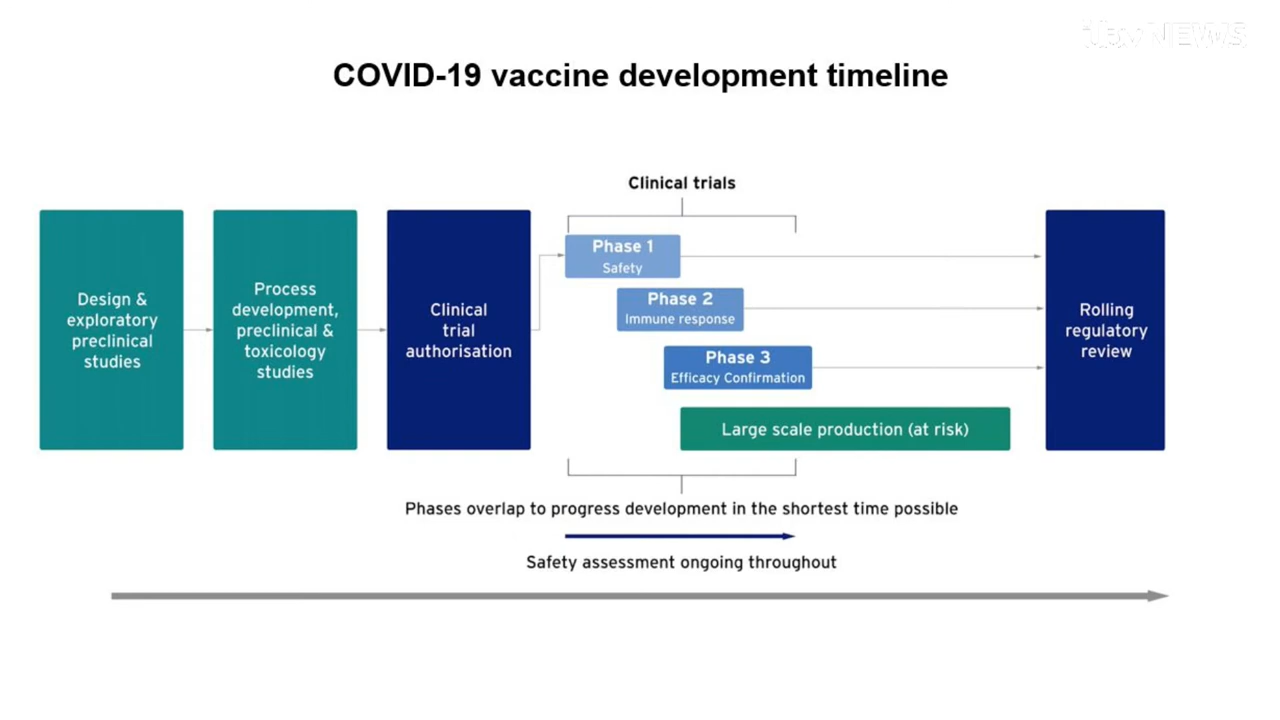 itv NEWS
COVID-19 vaccine development timeline
Clinical trials
Design &
exploratory
preclinical
studies
Process
development,
preclinical &
toxicology
studies
Clinical
trial
authorisation
Phase 1
Safety
Phase 2
Immune response
Phase 3
Efficacy Confirmation
Large scale production (at risk)
Rolling
regulatory
review
Phases overlap to progress development in the shortest time possible
Safety assessment ongoing throughout